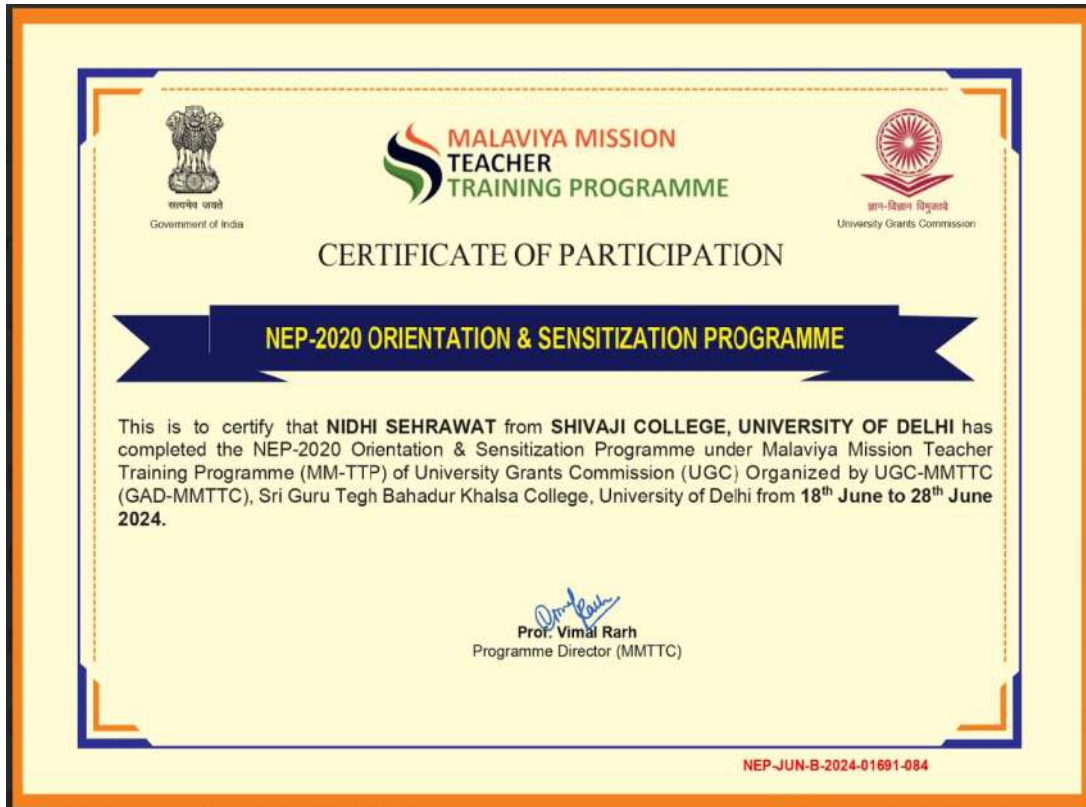 MALAVIYA MISSION
TEACHER
TRAINING PROGRAMME
सत्यमेव जयते
Government of India
ज्ञान-विज्ञान विमुक्तये
University Grants Commission
CERTIFICATE OF PARTICIPATION
NEP-2020 ORIENTATION & SENSITIZATION PROGRAMME
This is to certify that NIDHI SEHRAWAT from SHIVAJI COLLEGE, UNIVERSITY OF DELHI has
completed the NEP-2020 Orientation & Sensitization Programme under Malaviya Mission Teacher
Training Programme (MM-TTP) of University Grants Commission (UGC) Organized by UGC-MMTTC
(GAD-MMTTC), Sri Guru Tegh Bahadur Khalsa College, University of Delhi from 18th June to 28th June
2024.
Prof. Vimal Rarh
Programme Director (MMTTC)
NEP-JUN-B-2024-01691-084